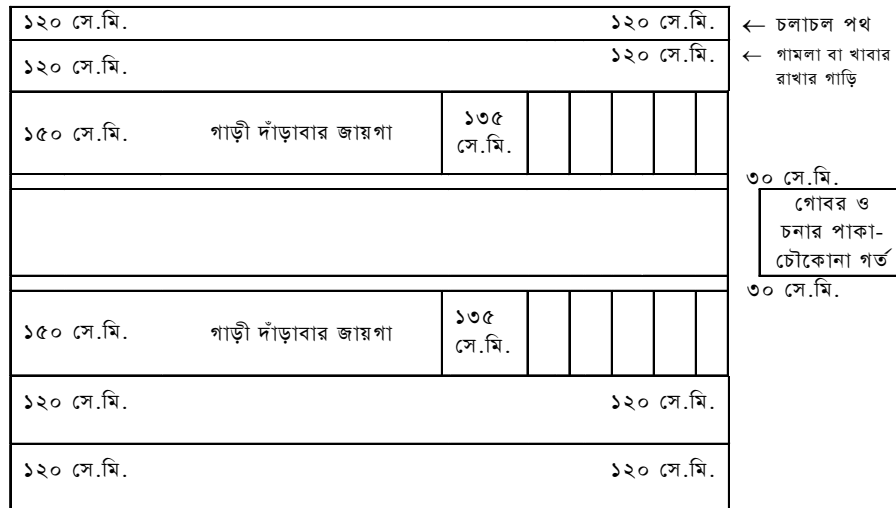 ১২০ সে.মি. ১২০ সে.মি. ← চলাচল পথ
১২০ সে.মি. ১২০ সে.মি. ← গামলা বা খাবার
রাখার গাড়ি
১৫০ সে.মি. গাড়ী দাঁড়াবার জায়গা ১৩৫
সে.মি.
৩০ সে.মি.
গোবর ও
চনার পাকা-
চৌকোনা গর্ত
৩০ সে.মি.
১৫০ সে.মি. গাড়ী দাঁড়াবার জায়গা ১৩৫
সে.মি.
১২০ সে.মি. ১২০ সে.মি.
১২০ সে.মি. ১২০ সে.মি.